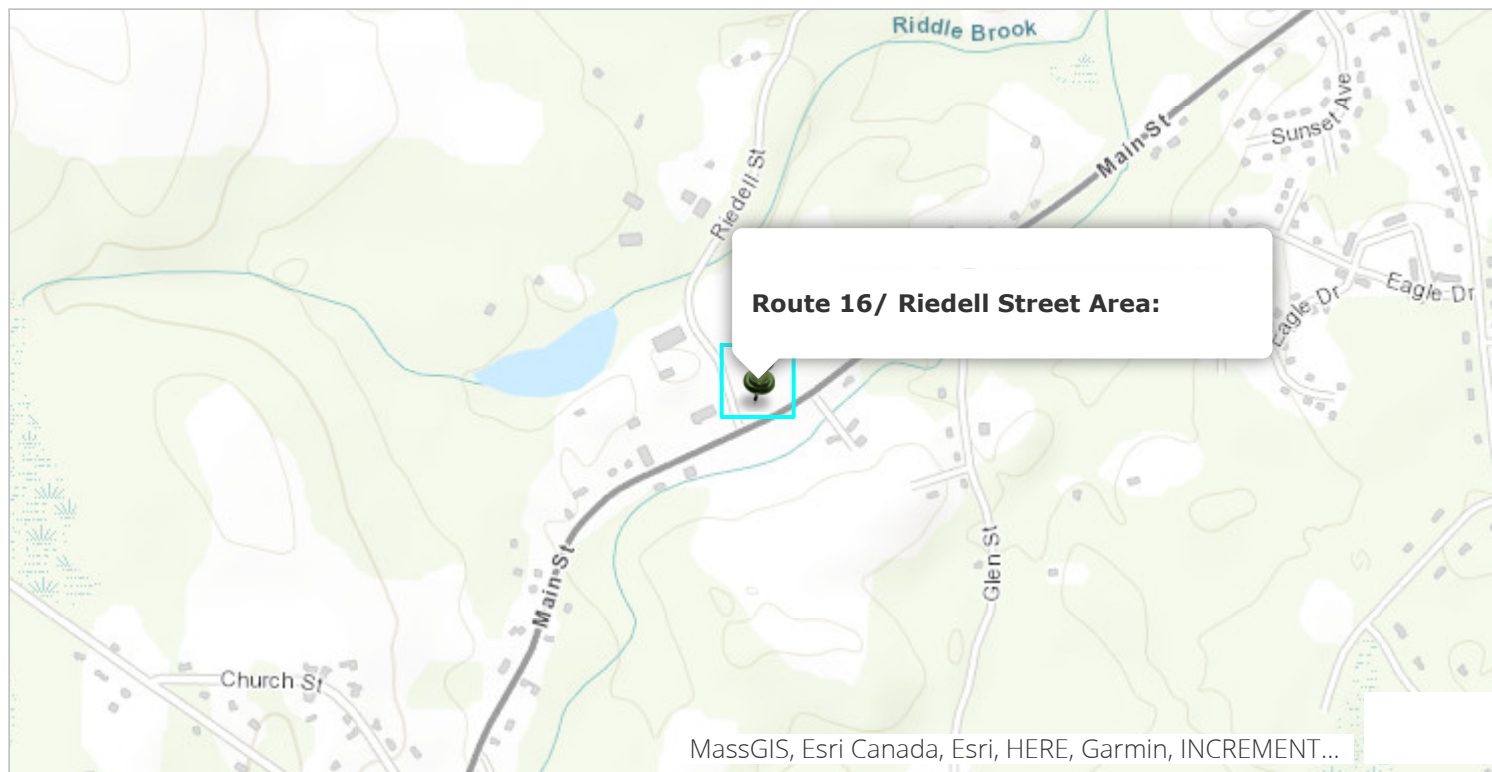 Riddle Brook
Main St
Sunset Ave
Riedell St
Eagle Dr
Eagle Dr
Route 16/ Riedell Street Area:
Glen St
Main St
Church St
MassGIS, Esri Canada, Esri, HERE, Garmin, INCREMENT...